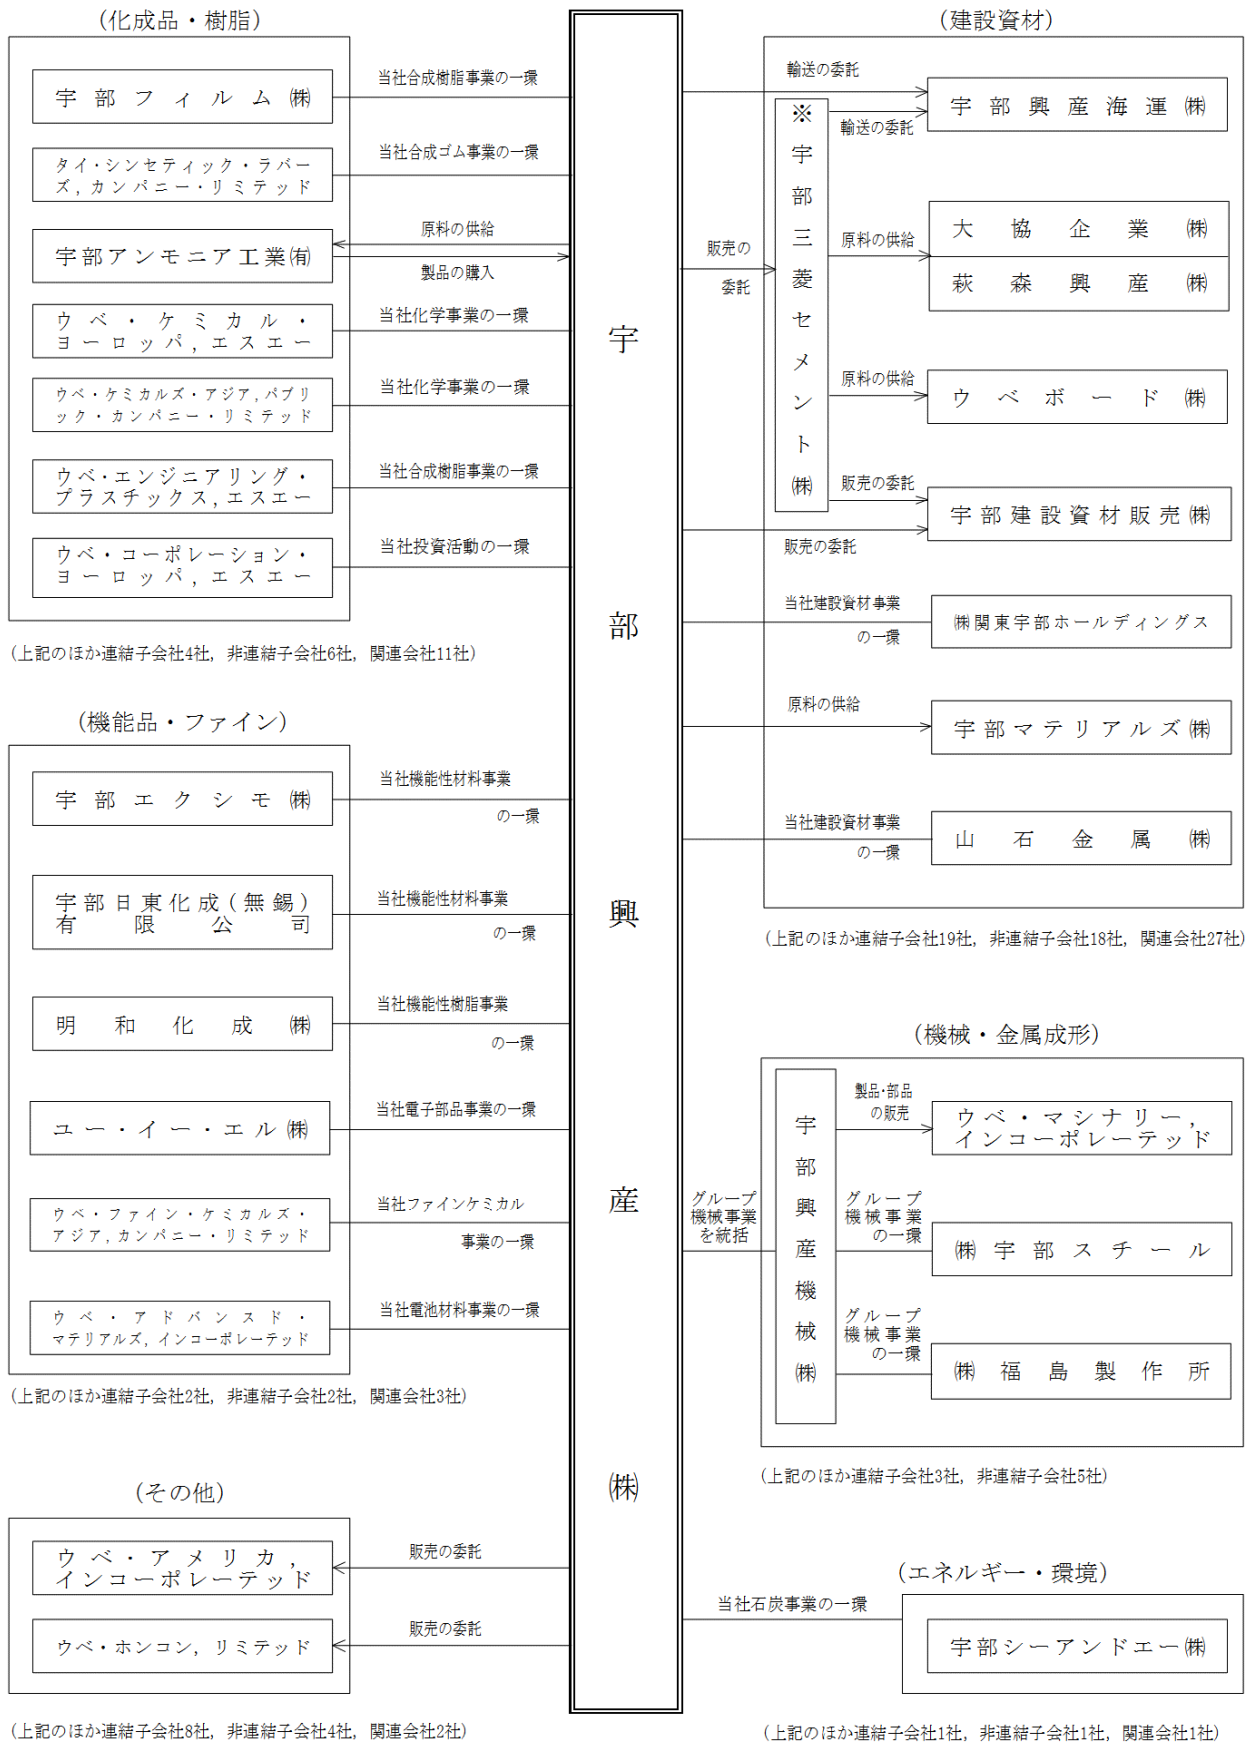 (化成品・樹脂)
宇部フィルム㈱
当社合成樹脂事業の一環
タイ・シンセティック・ラバー
ズ,カンパニー・リミテッド
当社合成ゴム事業の一環
宇部アンモニア工業㈲
原料の供給
製品の購入
ウベ・ケミカル・
ヨーロッパ,エスエー
当社化学事業の一環
ウベ・ケミカルズ・アジア,パブリ
ック・カンパニー・リミテッド
当社化学事業の一環
ウベ・エンジニアリング・
プラスチックス,エスエー
当社合成樹脂事業の一環
ウベ・コーポレーション・
ヨーロッパ,エスエー
当社投資活動の一環
(上記のほか連結子会社4社, 非連結子会社6社, 関連会社11社)
(機能品・ファイン)
宇部エクシモ㈱
当社機能性材料事業
の一環
宇部日東化成(無錫)
有限公司
当社機能性材料事業
の一環
明和化成㈱
当社機能性樹脂事業
の一環
ユー・イー・エル㈱
当社電子部品事業の一環
ウベ・ファイン・ケミカルズ・
アジア,カンパニー・リミテッド
当社ファインケミカル
事業の一環
ウベ・アドバンスド・
マテリアルズ,インコーポレーテッド
当社電池材料事業の一環
(上記のほか連結子会社2社, 非連結子会社2社, 関連会社3社)
(その他)
ウベ・アメリカ,
インコーポレーテッド
販売の委託
ウベ・ホンコン,リミテッド
販売の委託
(上記のほか連結子会社8社, 非連結子会社4社, 関連会社2社)
宇部興産㈱
(建設資材)
輸送の委託
宇部興産海運㈱
輸送の委託
※宇部三菱セメント㈱
販売の
委託
原料の供給
大協企業㈱
萩森興産㈱
原料の供給
ウベボード㈱
販売の委託
宇部建設資材販売㈱
販売の委託
当社建設資材事業
の一環
㈱関東宇部ホールディングス
原料の供給
宇部マテリアルズ㈱
当社建設資材事業
の一環
山石金属㈱
(上記のほか連結子会社19社, 非連結子会社18社, 関連会社27社)
(機械・金属成形)
グループ
機械事業
を統括
宇部興産機械㈱
製品・部品
の販売
ウベ・マシナリー,
インコーポレーテッド
グループ
機械事業
の一環
㈱宇部スチール
グループ
機械事業
の一環
㈱福島製作所
(上記のほか連結子会社3社, 非連結子会社5社)
(エネルギー・環境)
当社石炭事業の一環
宇部シーアンドエー㈱
(上記のほか連結子会社1社, 非連結子会社1社, 関連会社1社)